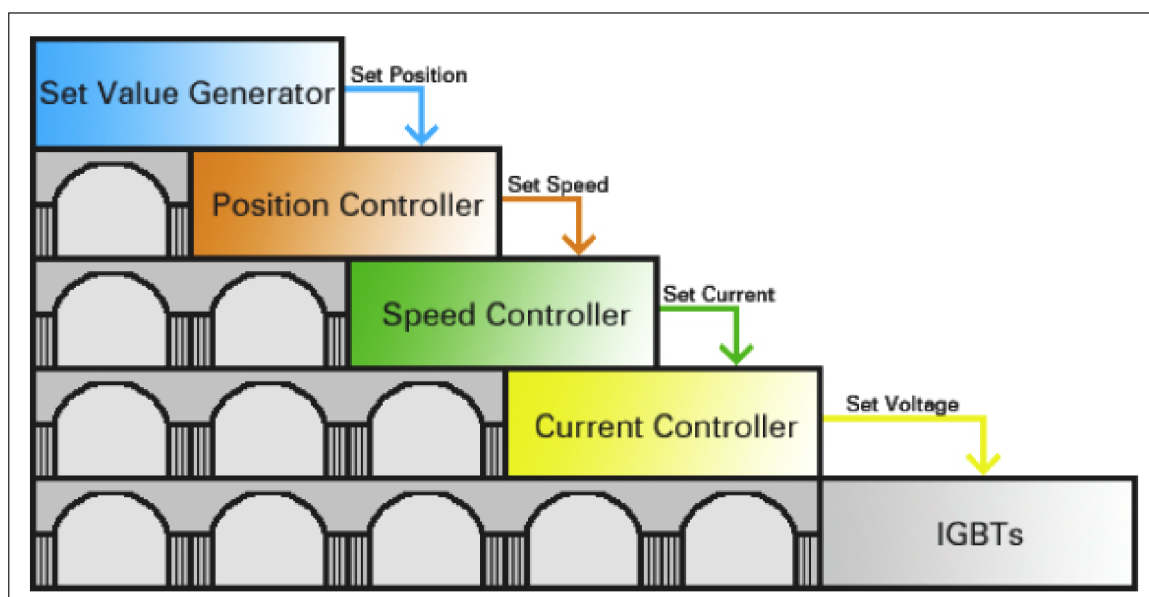 Set Value Generator
Set Position
Position Controller
Set Speed
Speed Controller
Set Current
Current Controller
Set Voltage
IGBTs